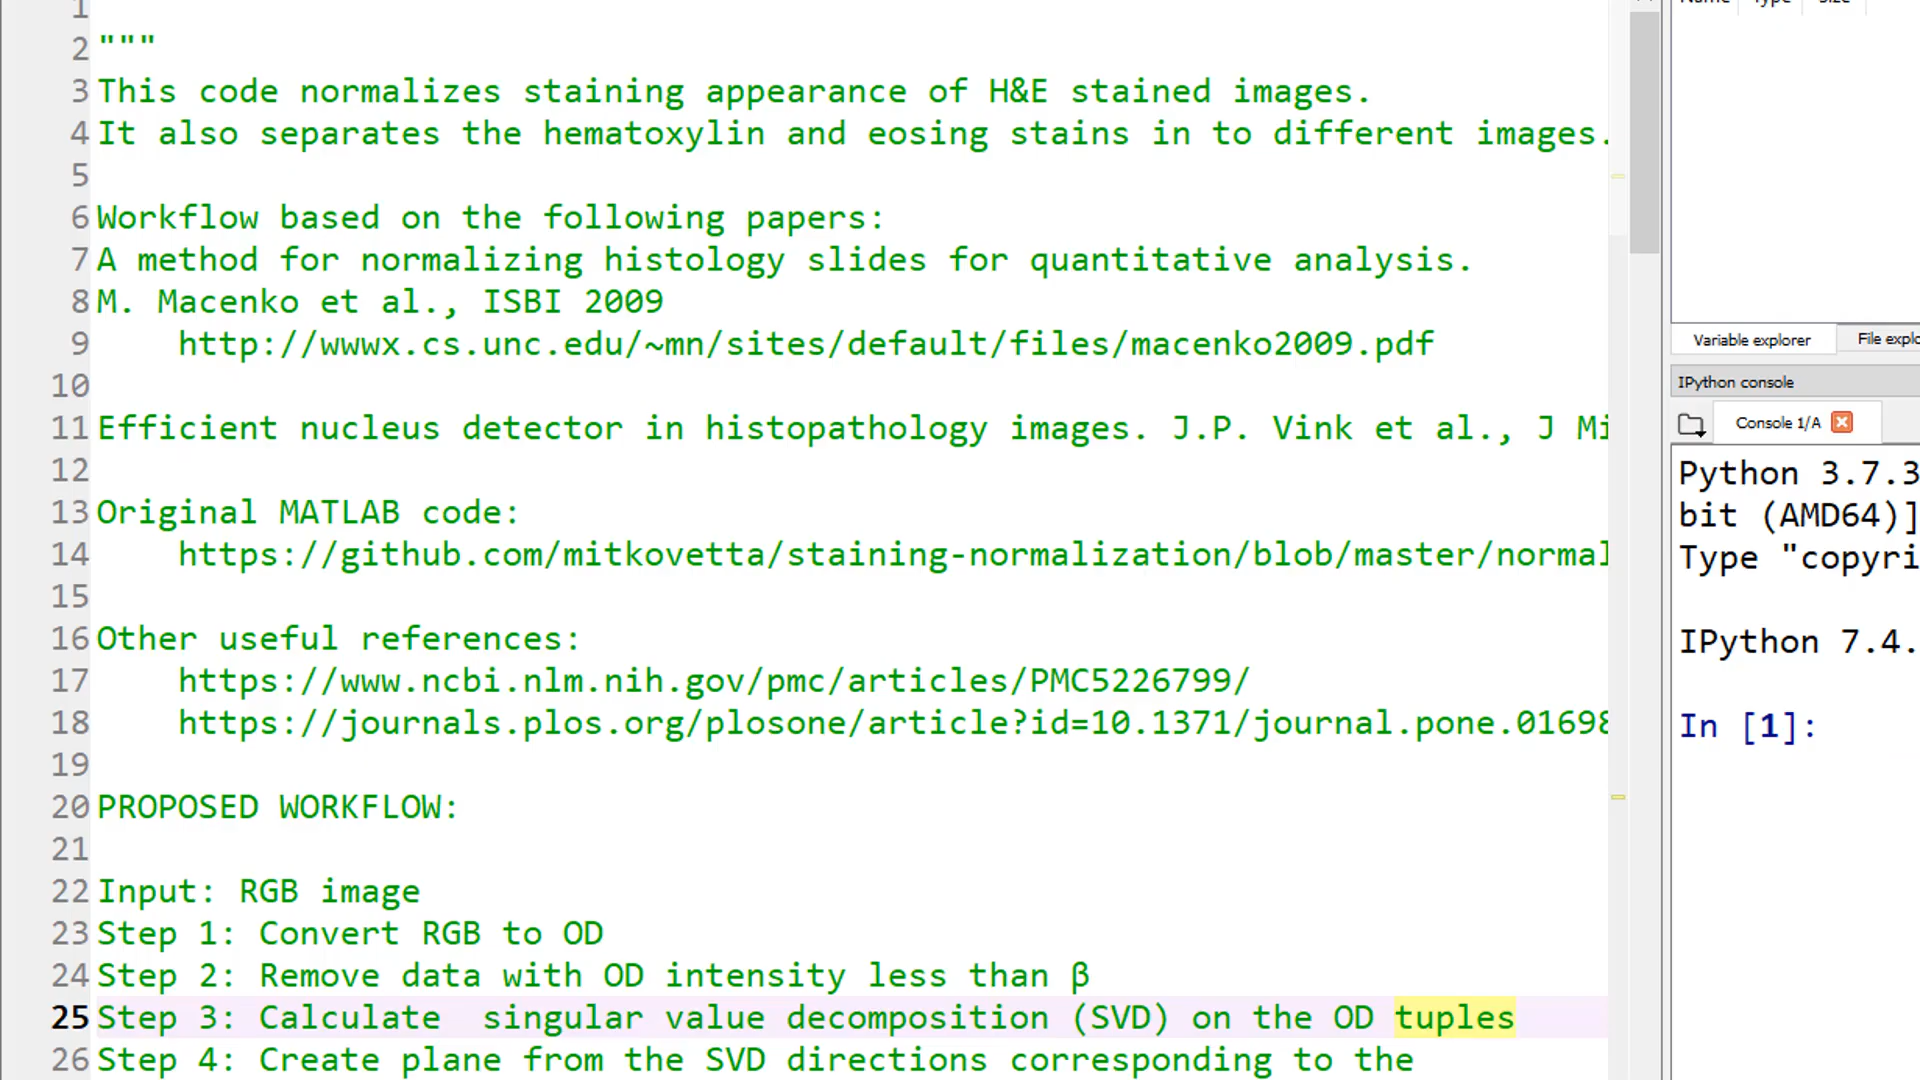 Name Type Size
1
2 """
3 This code normalizes staining appearance of H&E stained images.
4 It also separates the hematoxylin and eosing stains in to different images.
5
6 Workflow based on the following papers:
7 A method for normalizing histology slides for quantitative analysis.
8 M. Macenko et al., ISBI 2009
9 http://wwwx.cs.unc.edu/~mn/sites/default/files/macenko2009.pdf
10
11 Efficient nucleus detector in histopathology images. J.P. Vink et al., J Mi
12
13 Original MATLAB code:
14 https://github.com/mitkovetta/staining-normalization/blob/master/normal
15
16 Other useful references:
17 https://www.ncbi.nlm.nih.gov/pmc/articles/PMC5226799/
18 https://journals.plos.org/plosone/article?id=10.1371/journal.pone.01698
19
20 PROPOSED WORKFLOW:
21
22 Input: RGB image
23 Step 1: Convert RGB to OD
24 Step 2: Remove data with OD intensity less than β
25 Step 3: Calculate  singular value decomposition (SVD) on the OD tuples
26 Step 4: Create plane from the SVD directions corresponding to the
Variable explorer File explo
IPython console
Console 1/A
Python 3.7.3
bit (AMD64)]
Type "copyri
IPython 7.4.
In [1]: